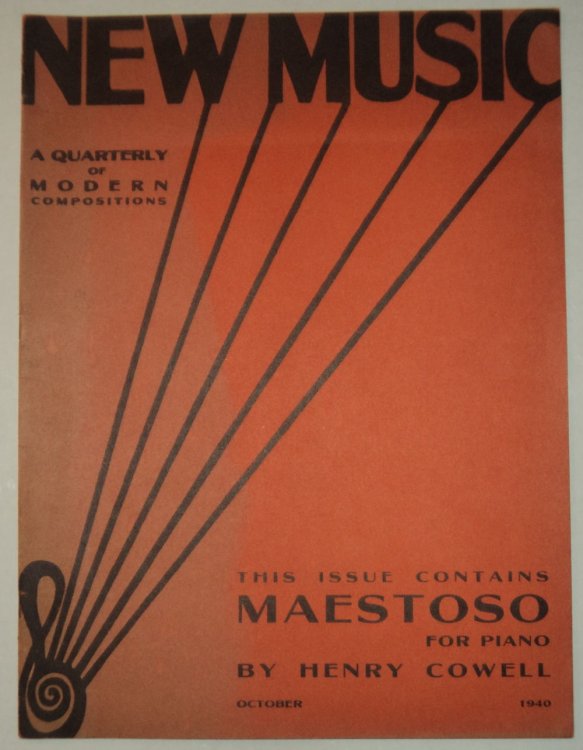 NEW MUSIC
A QUARTERLY
OF
MODERN
COMPOSITIONS
THIS ISSUE CONTAINS
MAESTOSO
FOR PIANO
BY HENRY COWELL
OCTOBER 1940